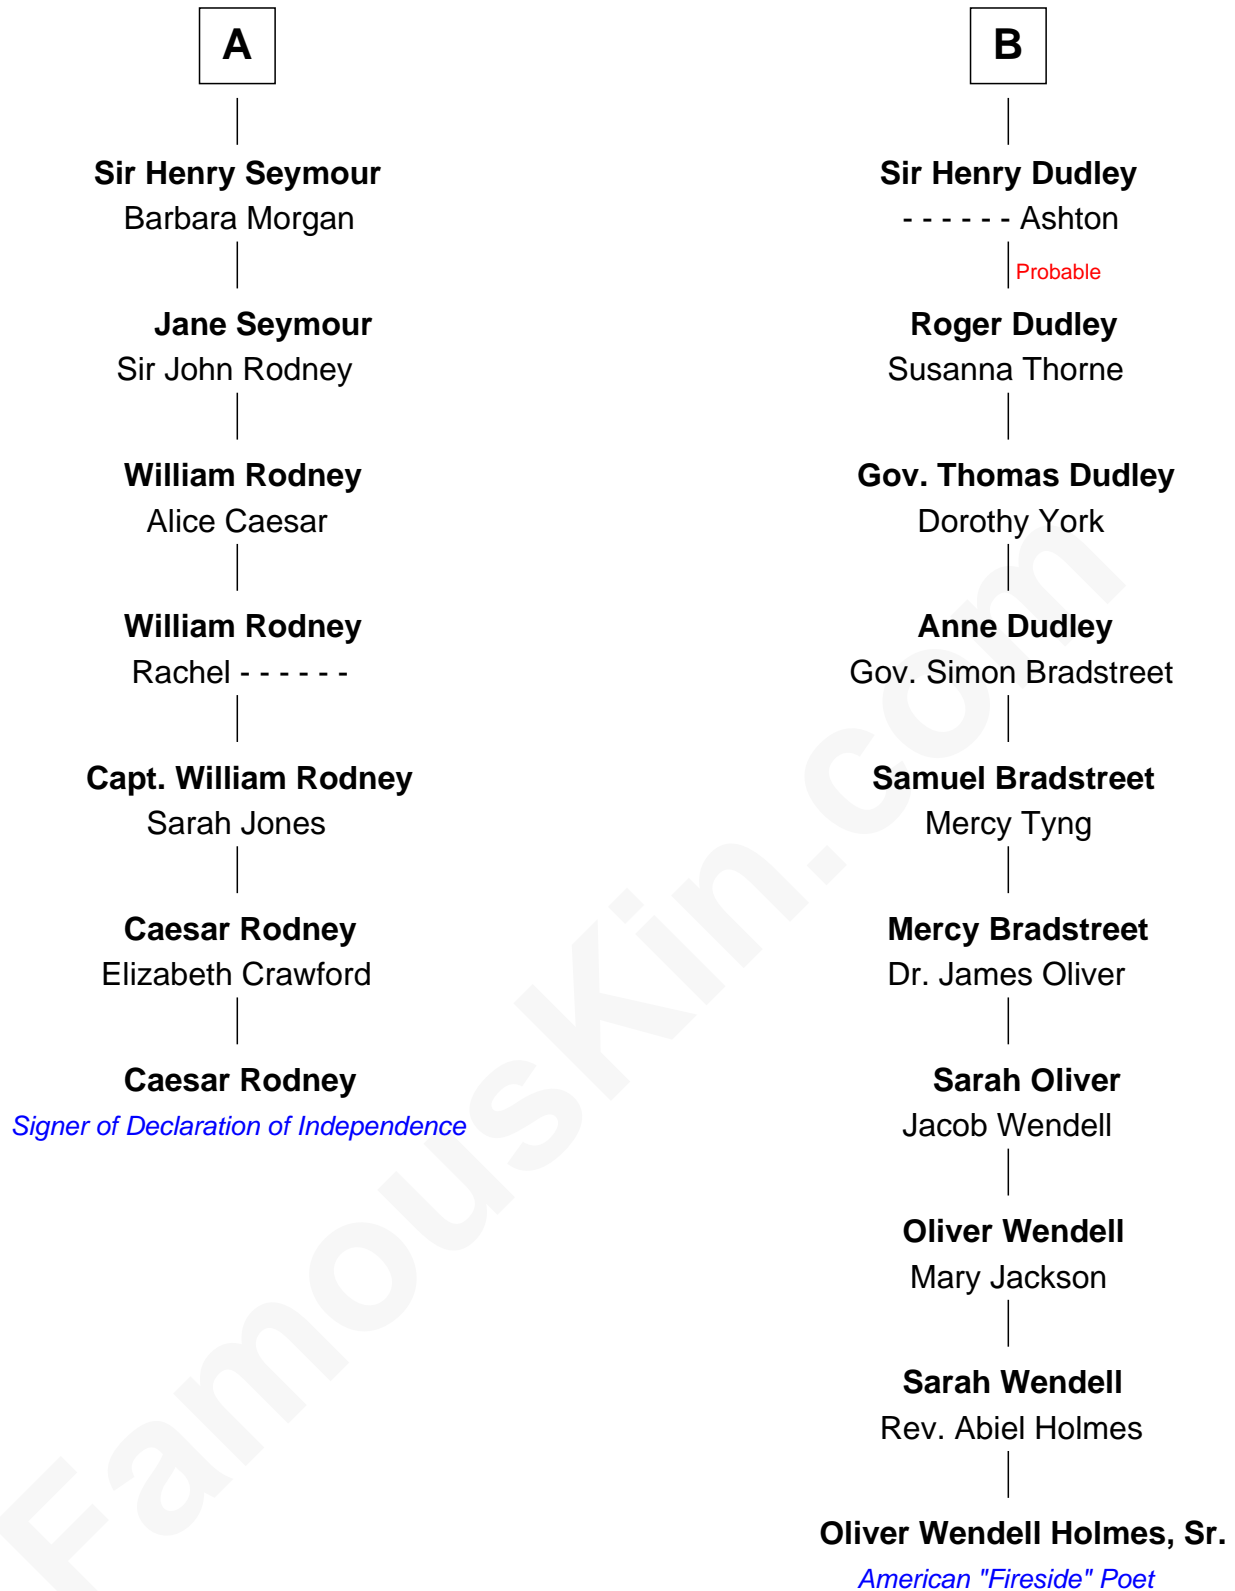 A
Sir Henry Seymour
Barbara Morgan
Jane Seymour
Sir John Rodney
William Rodney
Alice Caesar
William Rodney
Rachel - - - - - -
Capt. William Rodney
Sarah Jones
Caesar Rodney
Elizabeth Crawford
Caesar Rodney
Signer of Declaration of Independence
B
Sir Henry Dudley
- - - - - - Ashton
Probable
Roger Dudley
Susanna Thorne
Gov. Thomas Dudley
Dorothy York
Anne Dudley
Gov. Simon Bradstreet
Samuel Bradstreet
Mercy Tyng
Mercy Bradstreet
Dr. James Oliver
Sarah Oliver
Jacob Wendell
Oliver Wendell
Mary Jackson
Sarah Wendell
Rev. Abiel Holmes
Oliver Wendell Holmes, Sr.
American "Fireside" Poet
FamousKin.com